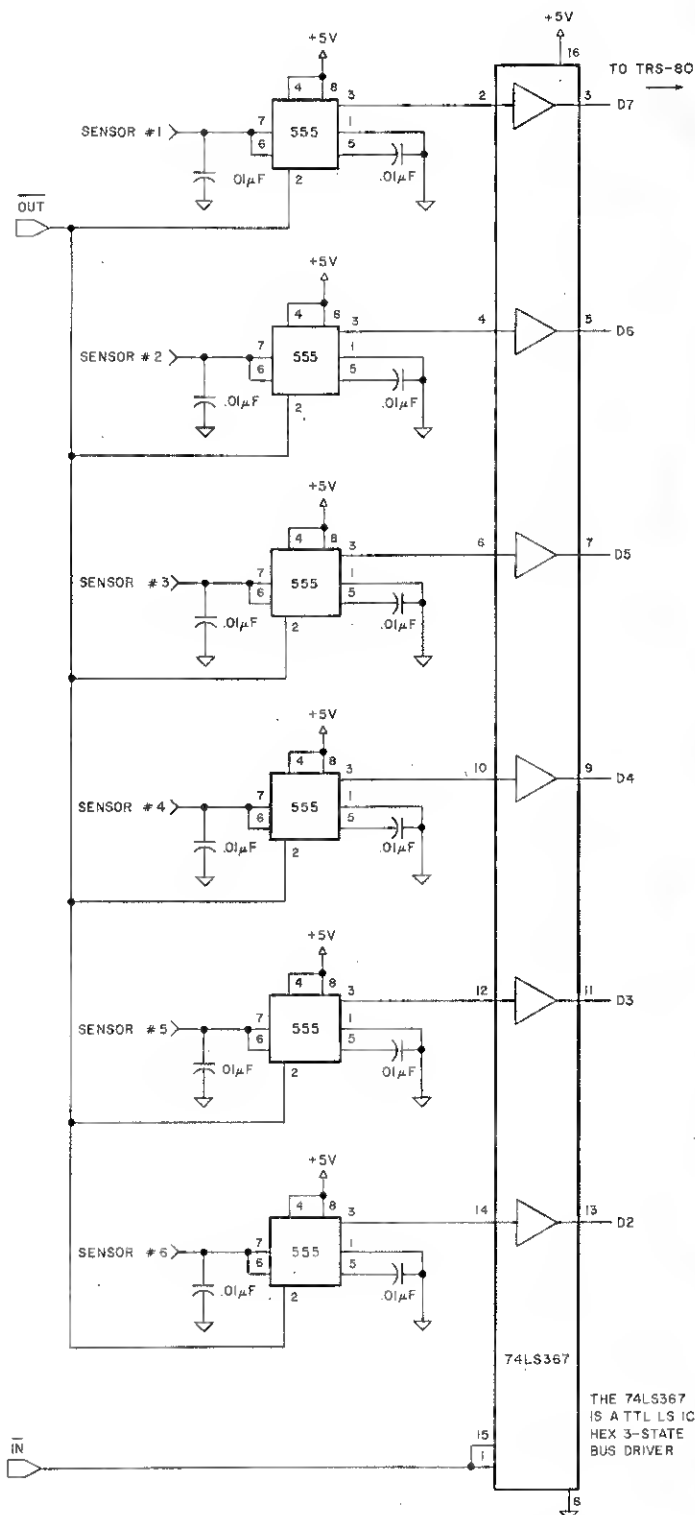 +5V
+5V
16
TO TRS-80
4 8
3 2 3 D7
SENSOR #1 7 555 1
6 5
.01µF 2 .01µF
OUT
+5V
4 6
3 4 5 D6
SENSOR #2 7 555 1
6 5
.01µF 2 .01µF
+5V
4 8
3 6 7 D5
SENSOR #3 7 555 1
6 5
.01µF 2 .01µF
+5V
4 8
3 10 9 D4
SENSOR #4 7 555 1
6 5
.01µF 2 .01µF
+5V
4 8
3 12 11 D3
SENSOR #5 7 555 1
6 5
.01µF 2 .01µF
+5V
4 8
3 14 13 D2
SENSOR #6 7 555 1
6 5
.01µF 2 .01µF
74LS367
THE 74LS367
IS A TTL LS IC
HEX 3-STATE
BUS DRIVER
15
IN 1
8